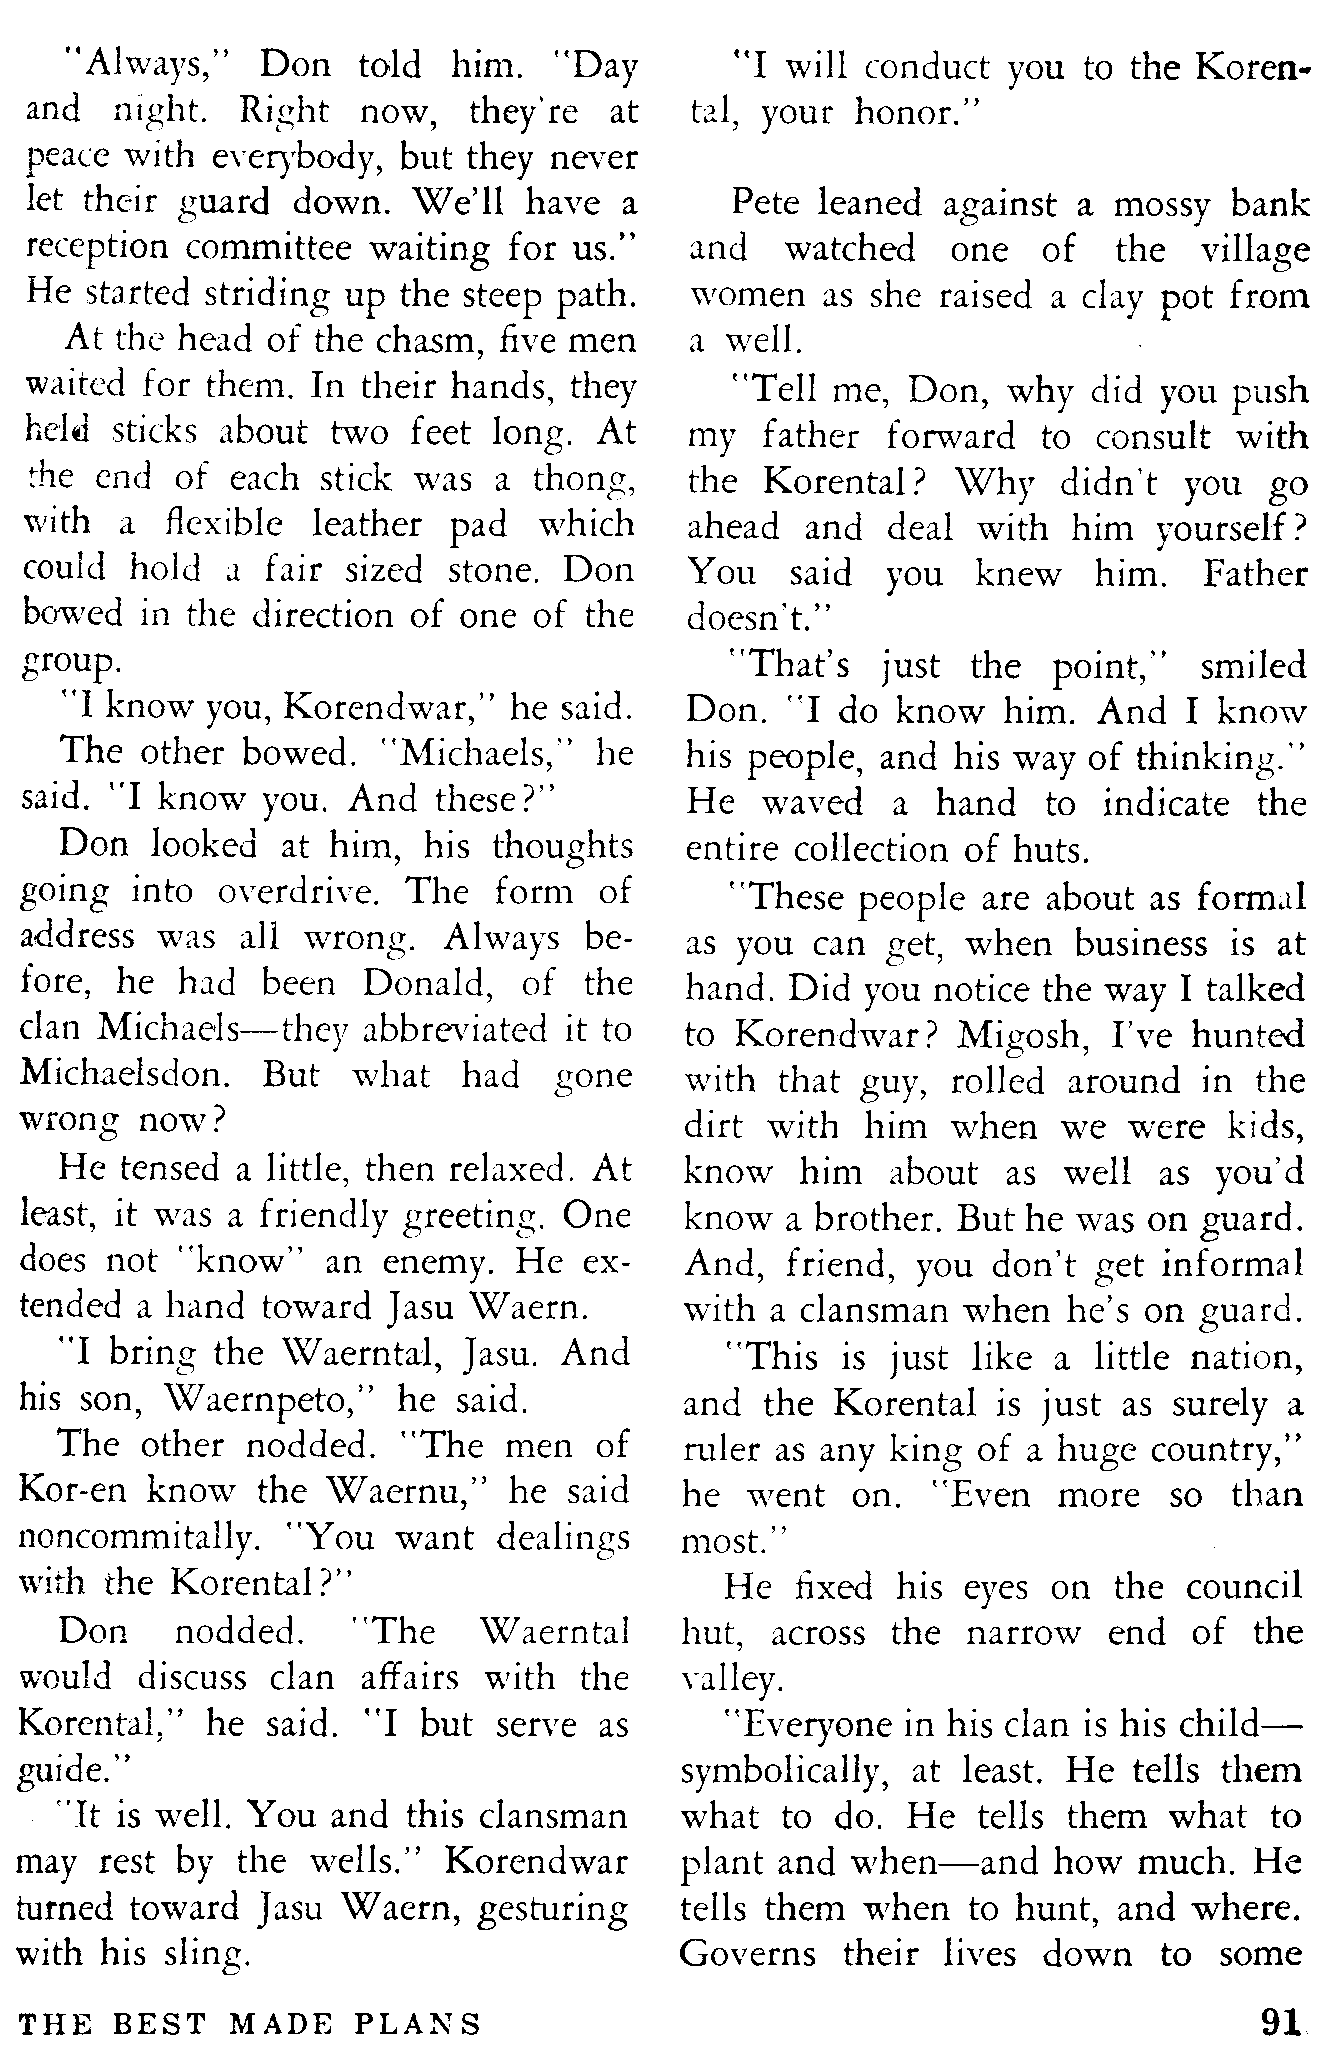 "Always," Don told him. "Day
and night. Right now, they're at
peace with everybody, but they never
let their guard down. We'll have a
reception committee waiting for us."
He started striding up the steep path.
At the head of the chasm, five men
waited for them. In their hands, they
held sticks about two feet long. At
the end of each stick was a thong,
with a flexible leather pad which
could hold a fair sized stone. Don
bowed in the direction of one of the
group.
"I know you, Korendwar," he said.
The other bowed. "Michaels," he
said. "I know you. And these?"
Don looked at him, his thoughts
going into overdrive. The form of
address was all wrong. Always be-
fore, he had been Donald, of the
clan Michaels—they abbreviated it to
Michaelsdon. But what had gone
wrong now?
He tensed a little, then relaxed. At
least, it was a friendly greeting. One
does not "know" an enemy. He ex-
tended a hand toward Jasu Waern.
"I bring the Waerntal, Jasu. And
his son, Waernpeto," he said.
The other nodded. "The men of
Kor-en know the Waernu," he said
noncommitally. "You want dealings
with the Korental?"
Don nodded. "The Waerntal
would discuss clan affairs with the
Korental," he said. "I but serve as
guide."
"It is well. You and this clansman
may rest by the wells." Korendwar
turned toward Jasu Waern, gesturing
with his sling.
"I will conduct you to the Koren-
tal, your honor."
Pete leaned against a mossy bank
and watched one of the village
women as she raised a clay pot from
a well.
"Tell me, Don, why did you push
my father forward to consult with
the Korental? Why didn't you go
ahead and deal with him yourself?
You said you knew him. Father
doesn't."
"That's just the point," smiled
Don. "I do know him. And I know
his people, and his way of thinking."
He waved a hand to indicate the
entire collection of huts.
"These people are about as formal
as you can get, when business is at
hand. Did you notice the way I talked
to Korendwar? Migosh, I've hunted
with that guy, rolled around in the
dirt with him when we were kids,
know him about as well as you'd
know a brother. But he was on guard.
And, friend, you don't get informal
with a clansman when he's on guard.
"This is just like a little nation,
and the Korental is just as surely a
ruler as any king of a huge country,"
he went on. "Even more so than
most."
He fixed his eyes on the council
hut, across the narrow end of the
valley.
"Everyone in his clan is his child—
symbolically, at least. He tells them
what to do. He tells them what to
plant and when—and how much. He
tells them when to hunt, and where.
Governs their lives down to some
THE BEST MADE PLANS
91